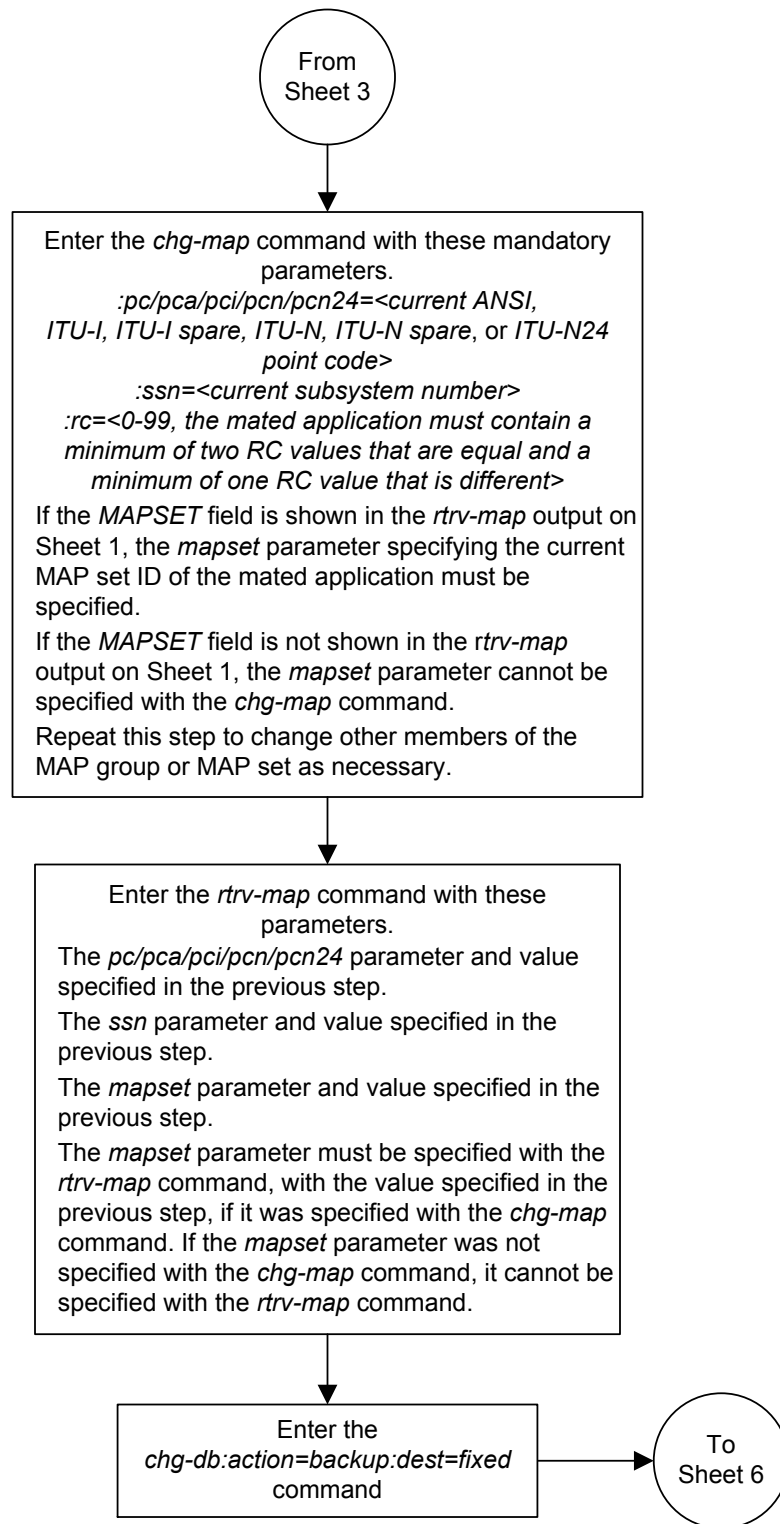 From
Sheet 3
Enter the chg-map command with these mandatory
parameters.
:pc/pca/pci/pcn/pcn24=<current ANSI,
ITU-I, ITU-I spare, ITU-N, ITU-N spare, or ITU-N24
point code>
:ssn=<current subsystem number>
:rc=<0-99, the mated application must contain a
minimum of two RC values that are equal and a
minimum of one RC value that is different>
If the MAPSET field is shown in the rtrv-map output on
Sheet 1, the mapset parameter specifying the current
MAP set ID of the mated application must be
specified.
If the MAPSET field is not shown in the rtrv-map
output on Sheet 1, the mapset parameter cannot be
specified with the chg-map command.
Repeat this step to change other members of the
MAP group or MAP set as necessary.
Enter the rtrv-map command with these
parameters.
The pc/pca/pci/pcn/pcn24 parameter and value
specified in the previous step.
The ssn parameter and value specified in the
previous step.
The mapset parameter and value specified in the
previous step.
The mapset parameter must be specified with the
rtrv-map command, with the value specified in the
previous step, if it was specified with the chg-map
command. If the mapset parameter was not
specified with the chg-map command, it cannot be
specified with the rtrv-map command.
Enter the
chg-db:action=backup:dest=fixed
command
To
Sheet 6